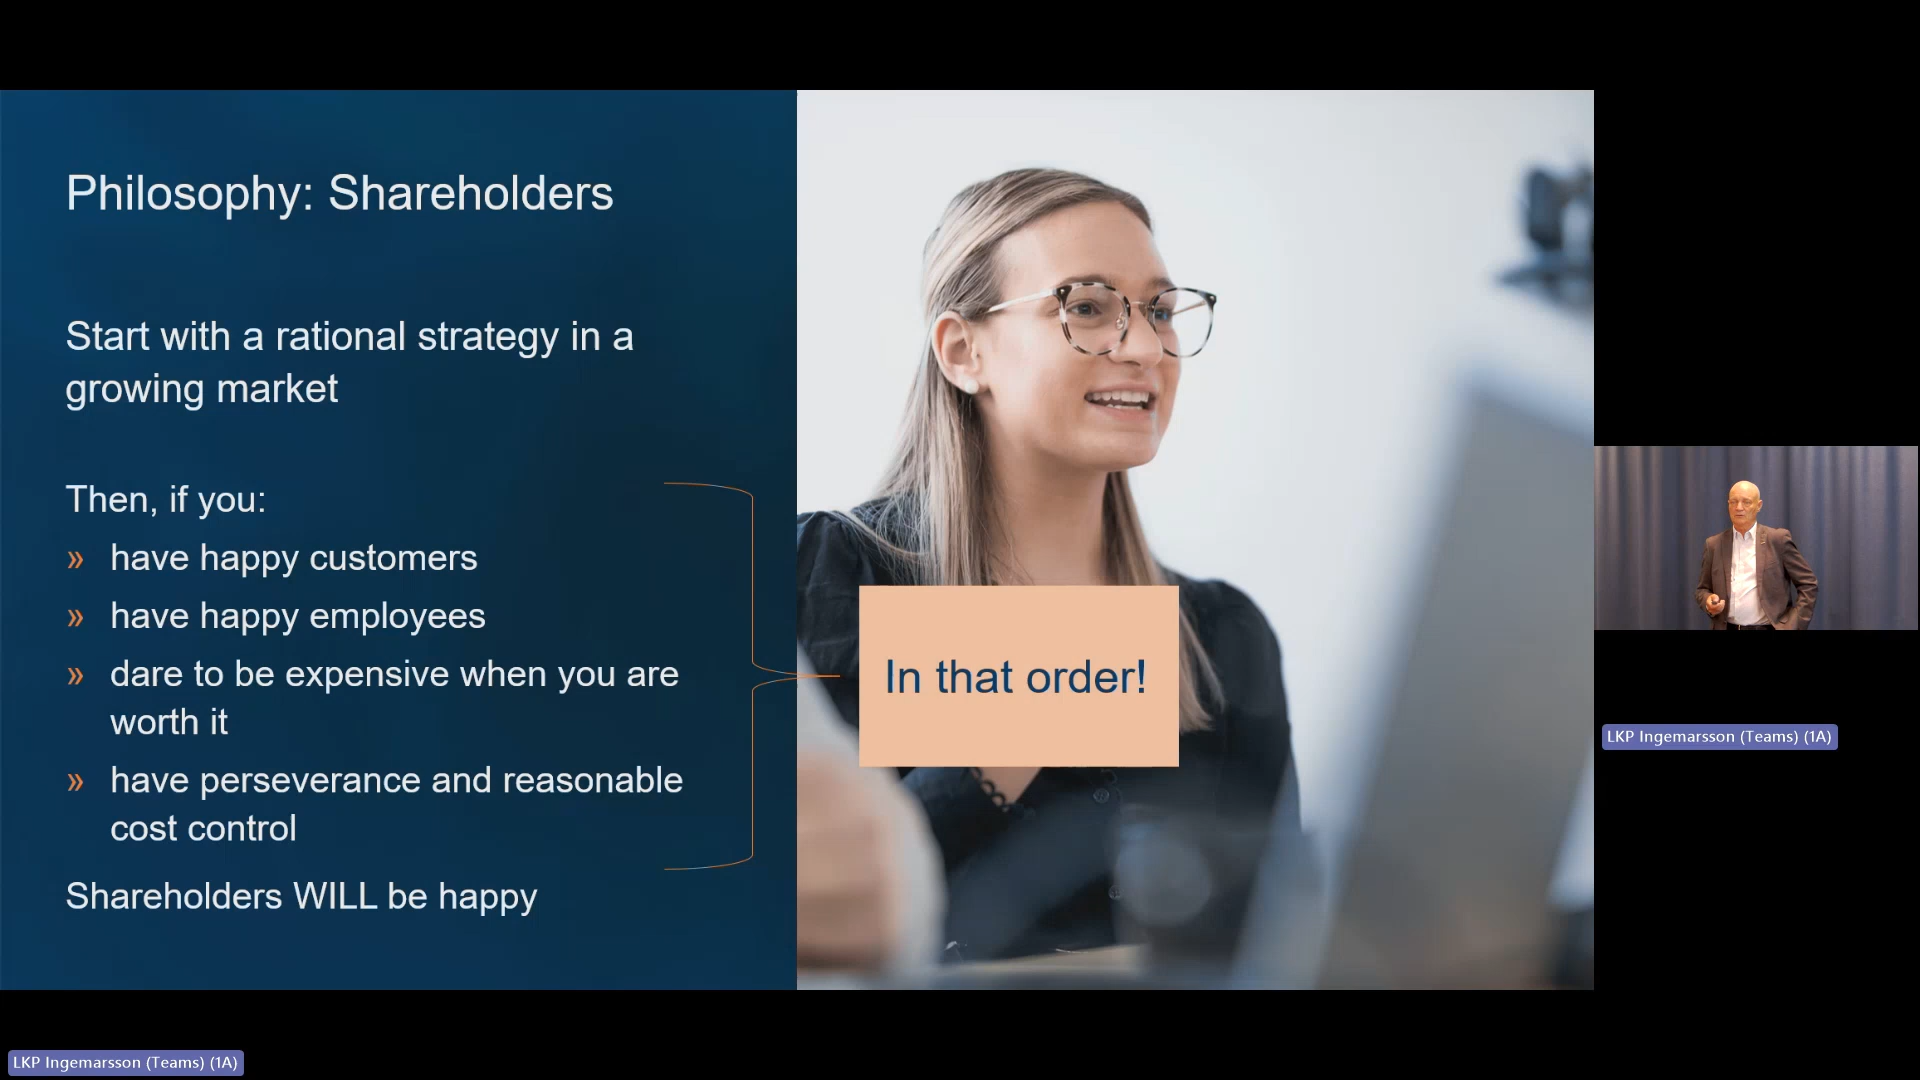 Philosophy: Shareholders
Start with a rational strategy in a
growing market
Then, if you:
» have happy customers
» have happy employees
» dare to be expensive when you are
worth it
» have perseverance and reasonable
cost control
Shareholders WILL be happy
In that order!
LKP Ingemarsson (Teams) (1A)
LKP Ingemarsson (Teams) (1A)